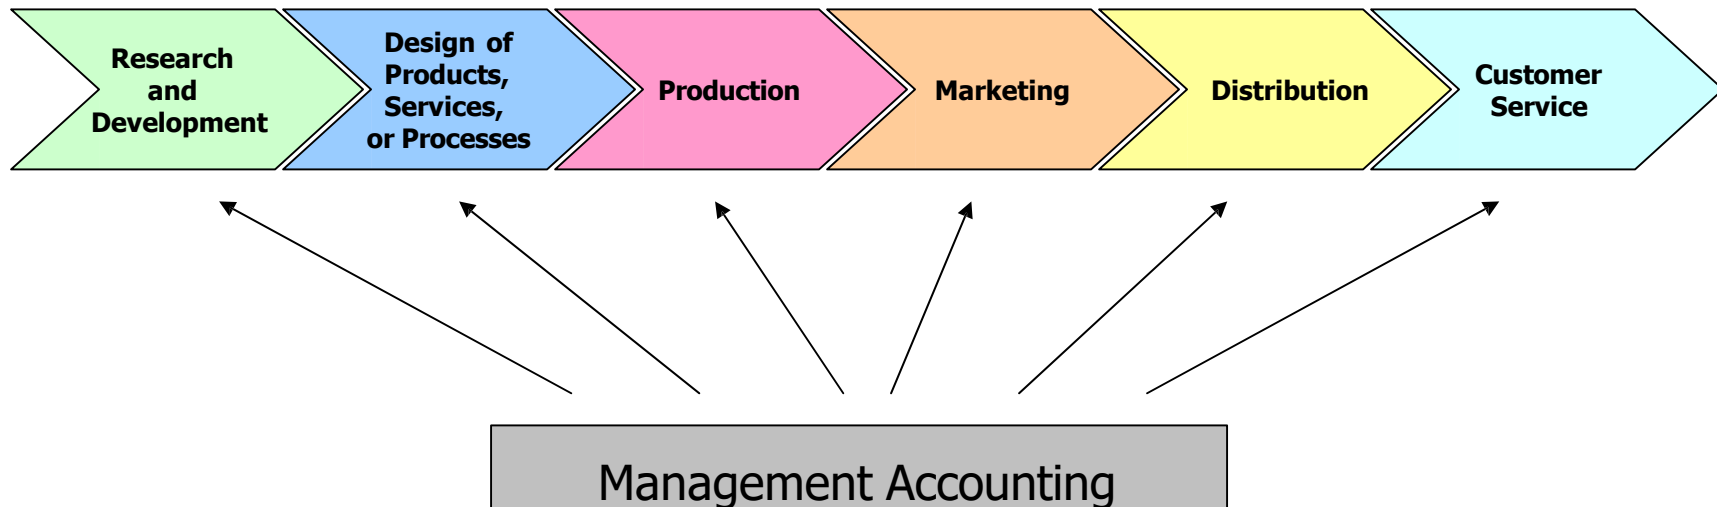 Research
and
Development
Design of
Products,
Services,
or Processes
Production
Marketing
Distribution
Customer
Service
Management Accounting